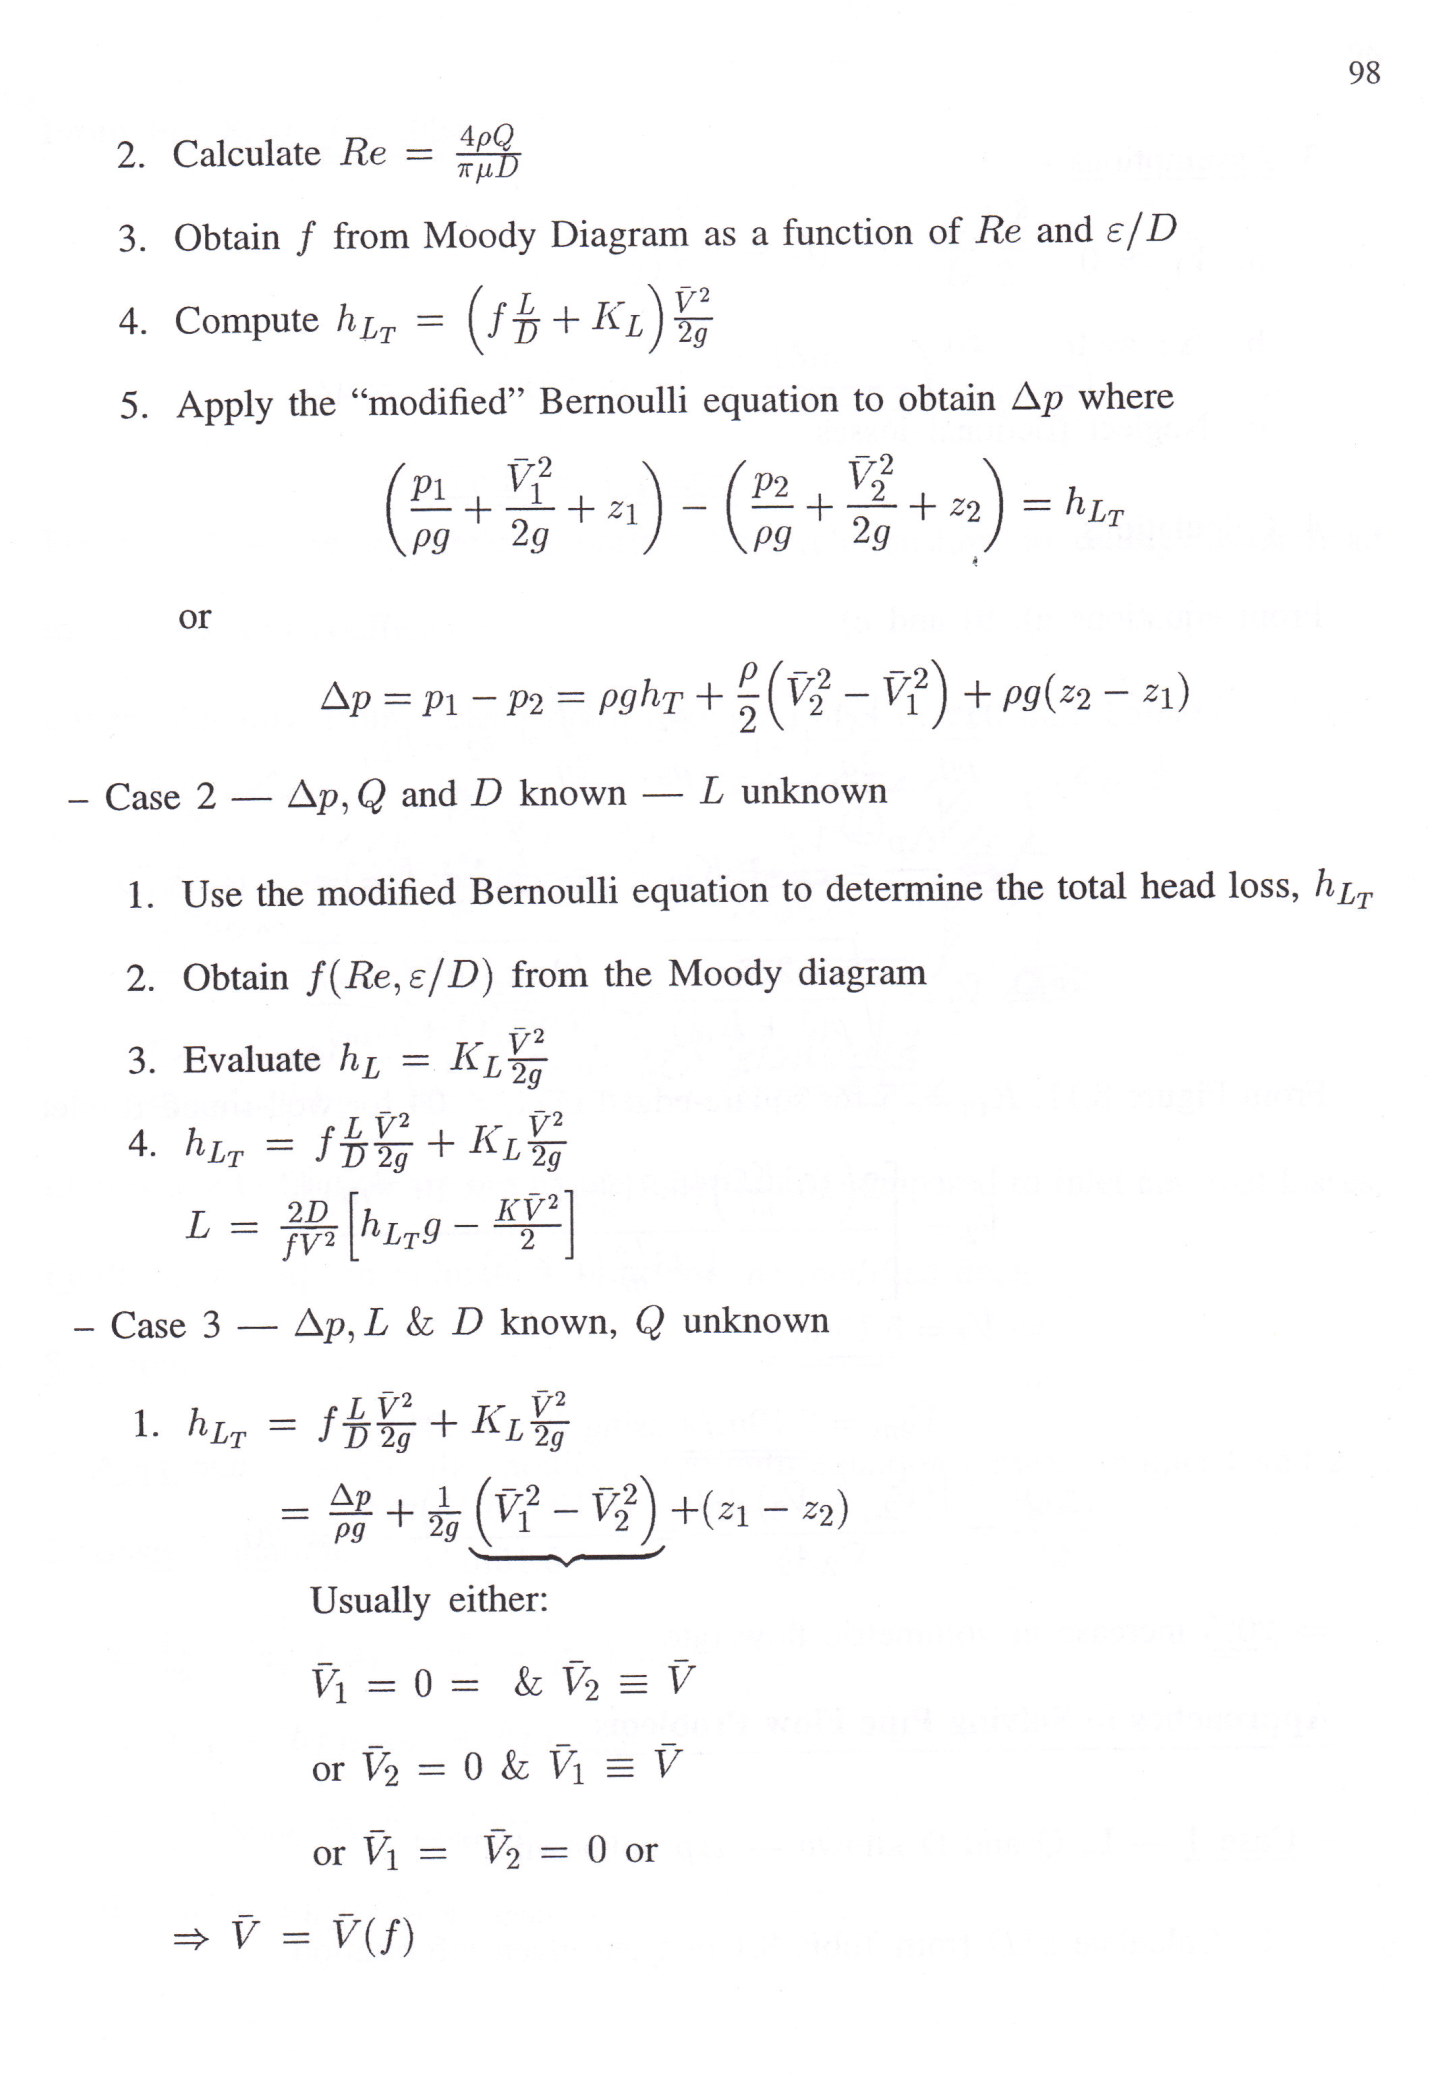 98
2. Calculate Re = 4ρQ/πμD
3. Obtain f from Moody Diagram as a function of Re and ε/D
4. Compute h_{L_T} = (f L/D + K_L) V̄²/2g
5. Apply the “modified” Bernoulli equation to obtain Δp where
(p₁/ρg + V̄₁²/2g + z₁) − (p₂/ρg + V̄₂²/2g + z₂) = h_{L_T}
or
Δp = p₁ − p₂ = ρgh_T + ρ/2 (V̄₂² − V̄₁²) + ρg(z₂ − z₁)
– Case 2 — Δp, Q and D known — L unknown
1. Use the modified Bernoulli equation to determine the total head loss, h_{L_T}
2. Obtain f(Re, ε/D) from the Moody diagram
3. Evaluate h_L = K_L V̄²/2g
4. h_{L_T} = f L/D V̄²/2g + K_L V̄²/2g
L = 2D/fV² [h_{L_T}g − KV̄²/2]
– Case 3 — Δp, L & D known, Q unknown
1. h_{L_T} = f L/D V̄²/2g + K_L V̄²/2g
= Δp/ρg + 1/2g (V̄₁² − V̄₂²) +(z₁ − z₂)
Usually either:
V̄₁ = 0 = & V̄₂ ≡ V̄
or V̄₂ = 0 & V̄₁ ≡ V̄
or V̄₁ = V̄₂ = 0 or
⇒ V̄ = V̄(f)